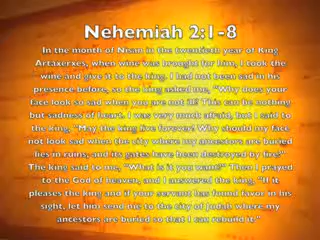 Nehemiah 2:1-8
In the month of Nisan in the twentieth year of King
Artaxerxes, when wine was brought for him, I took the
wine and gave it to the king. I had not been sad in his
presence before, so the king asked me, “Why does your
face look so sad when you are not ill? This can be nothing
but sadness of heart. I was very much afraid, but I said to
the king, “May the king live forever! Why should my face
not look sad when the city where my ancestors are buried
lies in ruins, and its gates have been destroyed by fire?”
The king said to me, “What is it you want?” Then I prayed
to the God of heaven, and I answered the king, “If it
pleases the king and if your servant has found favor in his
sight, let him send me to the city of Judah where my
ancestors are buried so that I can rebuild it.”